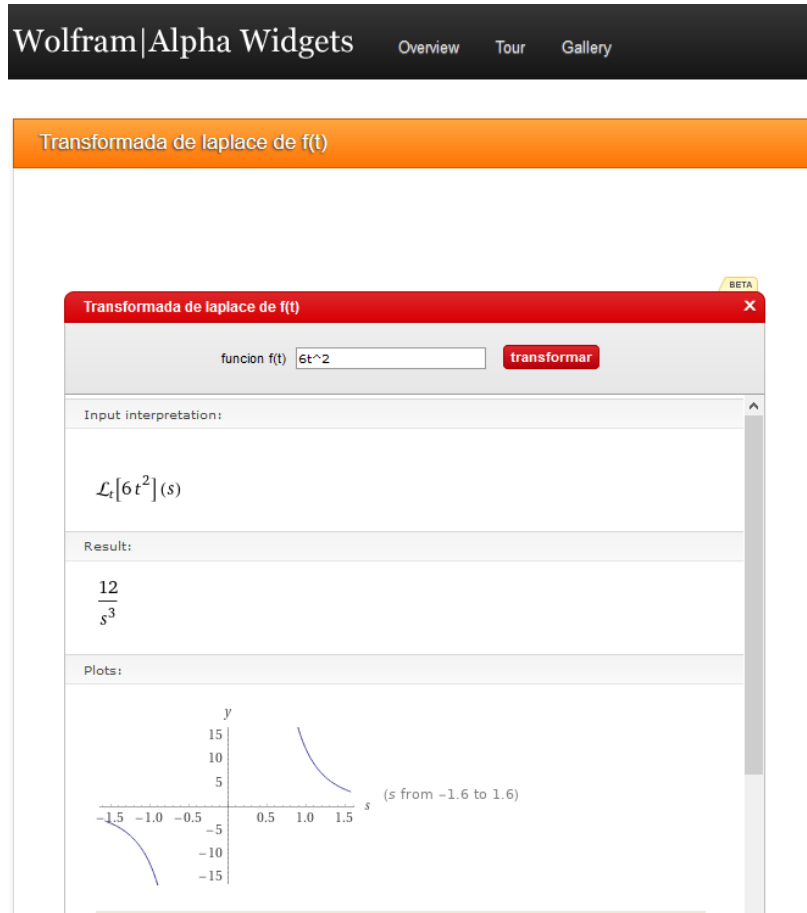 Wolfram|Alpha Widgets Overview Tour Gallery
Transformada de laplace de f(t)
BETA
Transformada de laplace de f(t) ×
funcion f(t) 6t^2 transformar
Input interpretation:
ℒₜ[6 t²] (s)
Result:
12
s³
Plots:
y
15
10
5
(s from −1.6 to 1.6)
s
−1.5 −1.0 −0.5 0.5 1.0 1.5
−5
−10
−15